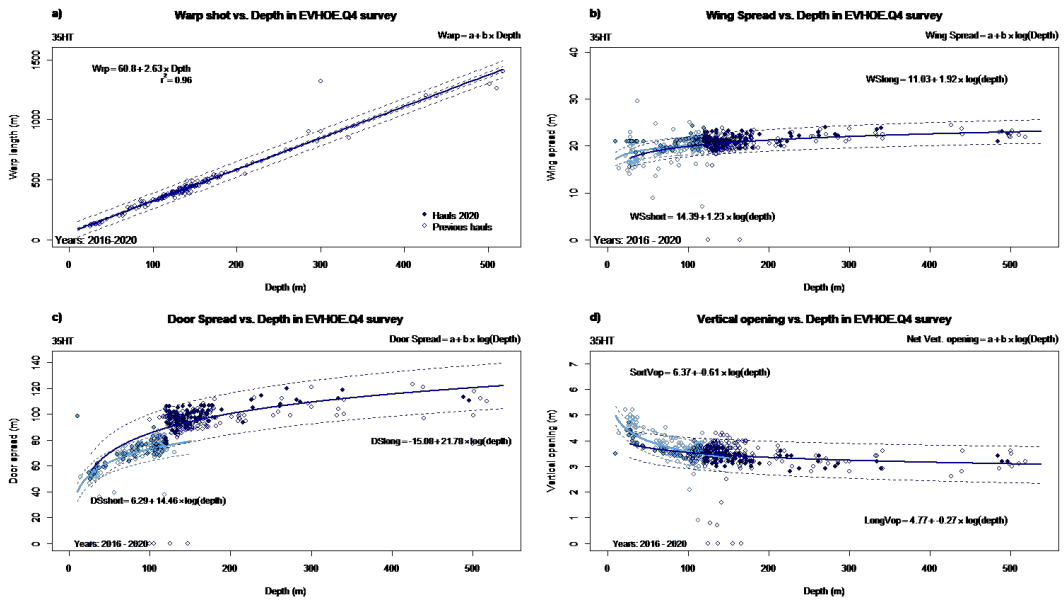 a) Warp shot vs. Depth in EVHOE.Q4 survey
35HT Warp = a + b × Depth
Wrp = 60.8 + 2.63 × Dpth
r² = 0.96
Warp length (m)
0 500 1000 1500
Hauls 2020
Previous hauls
Years: 2016-2020
0 100 200 300 400 500
Depth (m)
b) Wing Spread vs. Depth in EVHOE.Q4 survey
35HT Wing Spread = a + b × log(Depth)
WSlong = 11.03 + 1.92 × log(depth)
Wing spread (m)
0 10 20 30 40
WSshort = 14.39 + 1.23 × log(depth)
Years: 2016 - 2020
0 100 200 300 400 500
Depth (m)
c) Door Spread vs. Depth in EVHOE.Q4 survey
35HT Door Spread = a + b × log(Depth)
Door spread (m)
0 20 40 60 80 100 120 140
DSlong = -15.08 + 21.78 × log(depth)
DSshort = 6.29 + 14.46 × log(depth)
Years: 2016 - 2020
0 100 200 300 400 500
Depth (m)
d) Vertical opening vs. Depth in EVHOE.Q4 survey
35HT Net Vert. opening = a + b × log(Depth)
SortVop = 6.37 + -0.61 × log(depth)
Vertical opening (m)
0 1 2 3 4 5 6 7
LongVop = 4.77 + -0.27 × log(depth)
Years: 2016 - 2020
0 100 200 300 400 500
Depth (m)